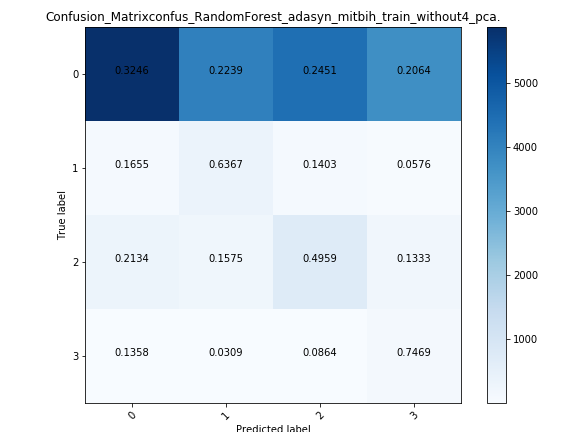 Confusion_Matrixconfus_RandomForest_adasyn_mitbih_train_without4_pca.
0 0.3246 0.2239 0.2451 0.2064
1 0.1655 0.6367 0.1403 0.0576
2 0.2134 0.1575 0.4959 0.1333
3 0.1358 0.0309 0.0864 0.7469
True label
0 1 2 3
Predicted label
5000
4000
3000
2000
1000